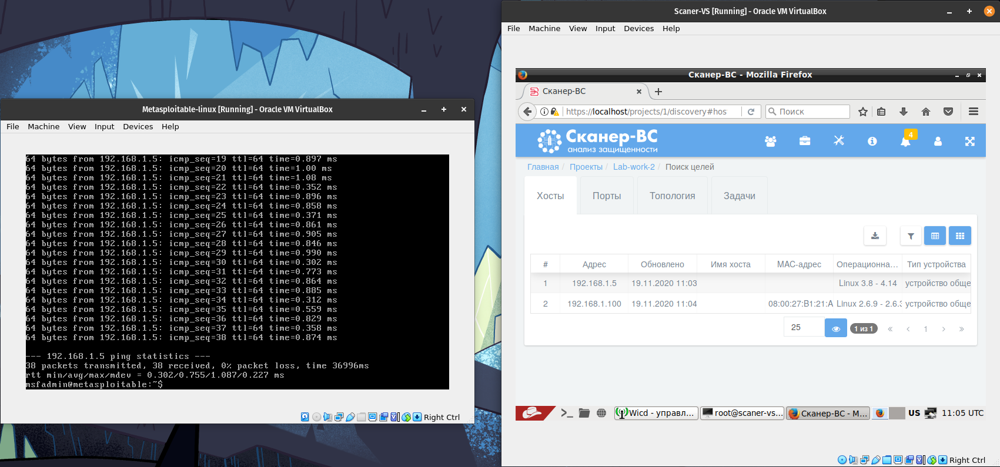 Metasploitable-linux [Running] - Oracle VM VirtualBox
File Machine View Input Devices Help
64 bytes from 192.168.1.5: icmp_seq=19 ttl=64 time=0.897 ms
64 bytes from 192.168.1.5: icmp_seq=20 ttl=64 time=1.00 ms
64 bytes from 192.168.1.5: icmp_seq=21 ttl=64 time=1.08 ms
64 bytes from 192.168.1.5: icmp_seq=22 ttl=64 time=0.352 ms
64 bytes from 192.168.1.5: icmp_seq=23 ttl=64 time=0.896 ms
64 bytes from 192.168.1.5: icmp_seq=24 ttl=64 time=0.858 ms
64 bytes from 192.168.1.5: icmp_seq=25 ttl=64 time=0.371 ms
64 bytes from 192.168.1.5: icmp_seq=26 ttl=64 time=0.861 ms
64 bytes from 192.168.1.5: icmp_seq=27 ttl=64 time=0.905 ms
64 bytes from 192.168.1.5: icmp_seq=28 ttl=64 time=0.846 ms
64 bytes from 192.168.1.5: icmp_seq=29 ttl=64 time=0.990 ms
64 bytes from 192.168.1.5: icmp_seq=30 ttl=64 time=0.302 ms
64 bytes from 192.168.1.5: icmp_seq=31 ttl=64 time=0.773 ms
64 bytes from 192.168.1.5: icmp_seq=32 ttl=64 time=0.864 ms
64 bytes from 192.168.1.5: icmp_seq=33 ttl=64 time=0.885 ms
64 bytes from 192.168.1.5: icmp_seq=34 ttl=64 time=0.312 ms
64 bytes from 192.168.1.5: icmp_seq=35 ttl=64 time=0.559 ms
64 bytes from 192.168.1.5: icmp_seq=36 ttl=64 time=0.829 ms
64 bytes from 192.168.1.5: icmp_seq=37 ttl=64 time=0.358 ms
64 bytes from 192.168.1.5: icmp_seq=38 ttl=64 time=0.874 ms
--- 192.168.1.5 ping statistics ---
38 packets transmitted, 38 received, 0% packet loss, time 36996ms
rtt min/avg/max/mdev = 0.302/0.755/1.087/0.227 ms
msfadmin@metasploitable:~$
Right Ctrl
Scaner-VS [Running] - Oracle VM VirtualBox
File Machine View Input Devices Help
Сканер-ВС - Mozilla Firefox
Сканер-ВС
https://localhost/projects/1/discovery#hos
Поиск
Сканер-ВС
анализ защищенности
4
Главная / Проекты / Lab-work-2 / Поиск целей
Хосты Порты Топология Задачи
# Адрес Обновлено Имя хоста MAC-адрес Операционна... Тип устройства
1 192.168.1.5 19.11.2020 11:03 Linux 3.8 - 4.14 устройство обще
2 192.168.1.100 19.11.2020 11:04 08:00:27:B1:21:A Linux 2.6.9 - 2.6.3 устройство обще
25 1 из 1 « ‹ 1 › »
Wicd - управл... root@scaner-vs... Сканер-ВС - M... US 11:05 UTC
Right Ctrl